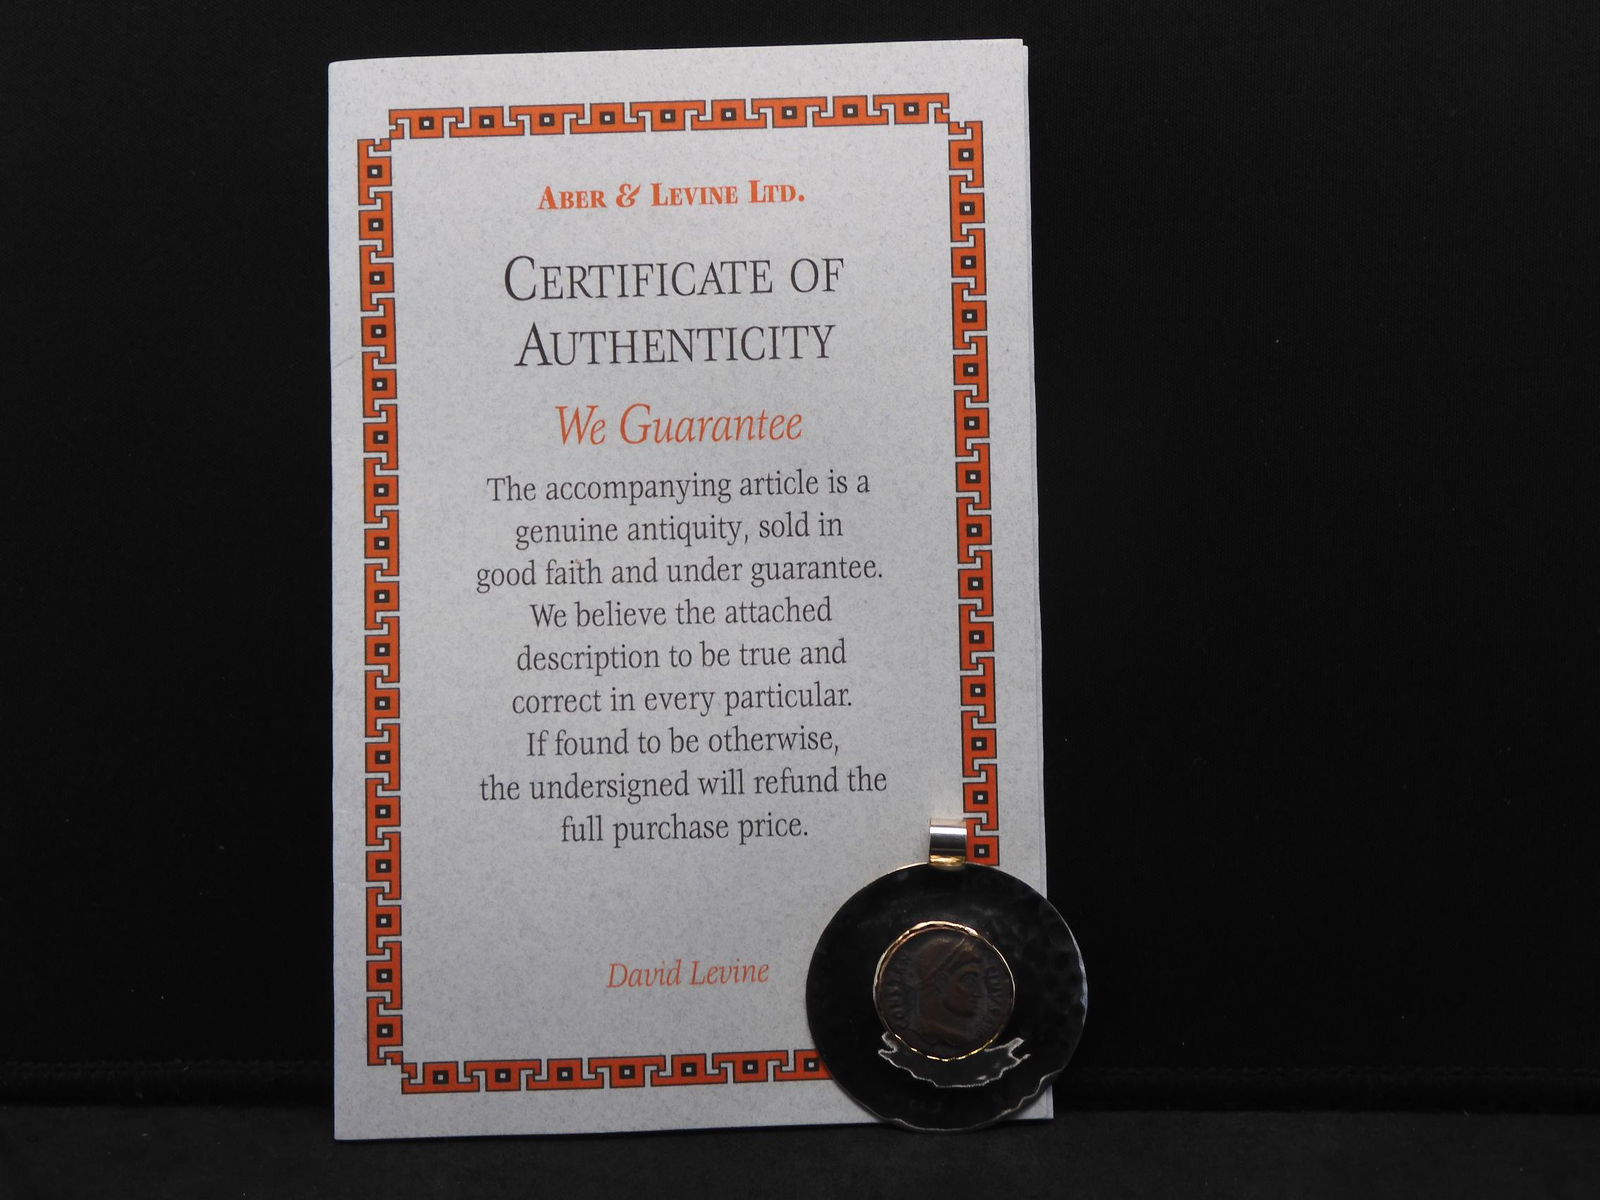 ABER & LEVINE LTD.
CERTIFICATE OF
AUTHENTICITY
We Guarantee
The accompanying article is a
genuine antiquity, sold in
good faith and under guarantee.
We believe the attached
description to be true and
correct in every particular.
If found to be otherwise,
the undersigned will refund the
full purchase price.
David Levine